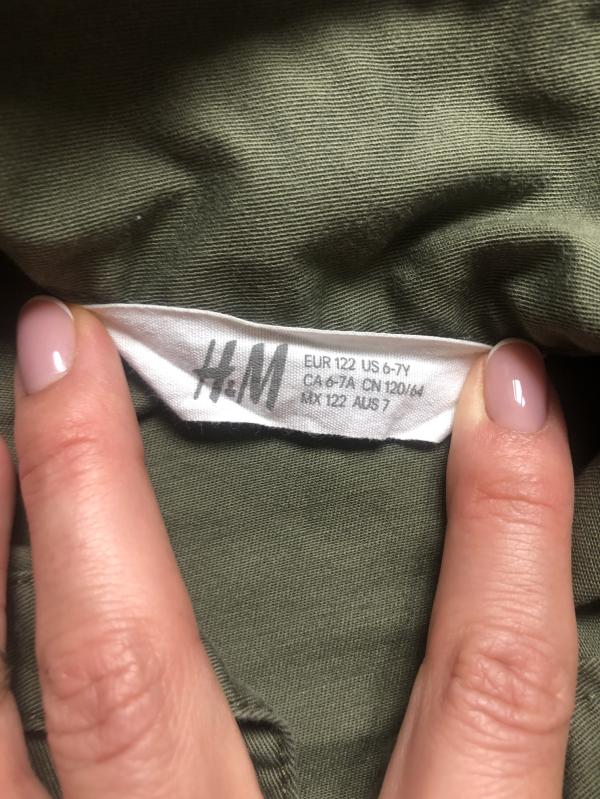 H&M
EUR 122 US 6-7Y
CA 6-7A CN 120/64
MX 122 AUS 7